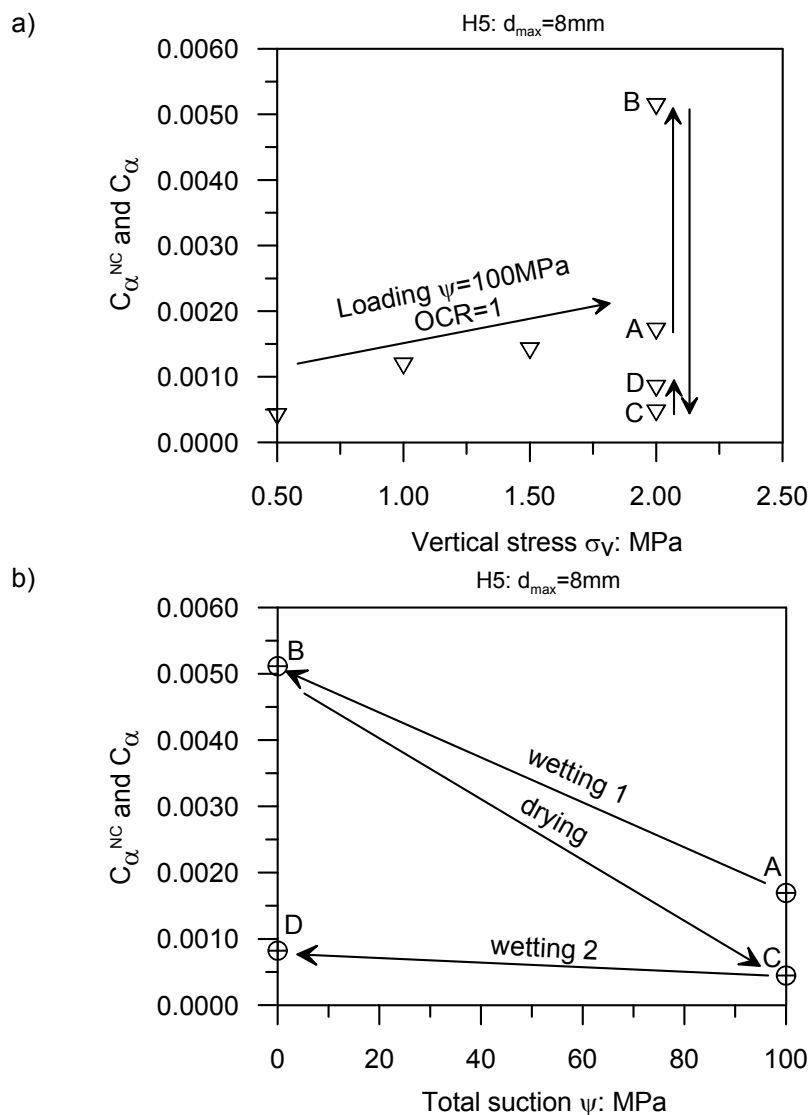 a)
H5: dmax=8mm
0.0060
0.0050
0.0040
0.0030
0.0020
0.0010
0.0000
CαNC and Cα
B
Loading ψ=100MPa
OCR=1
A
D
C
0.50 1.00 1.50 2.00 2.50
Vertical stress σV: MPa
b)
H5: dmax=8mm
0.0060
0.0050
0.0040
0.0030
0.0020
0.0010
0.0000
CαNC and Cα
B
wetting 1
drying
A
D
wetting 2
C
0 20 40 60 80 100
Total suction ψ: MPa